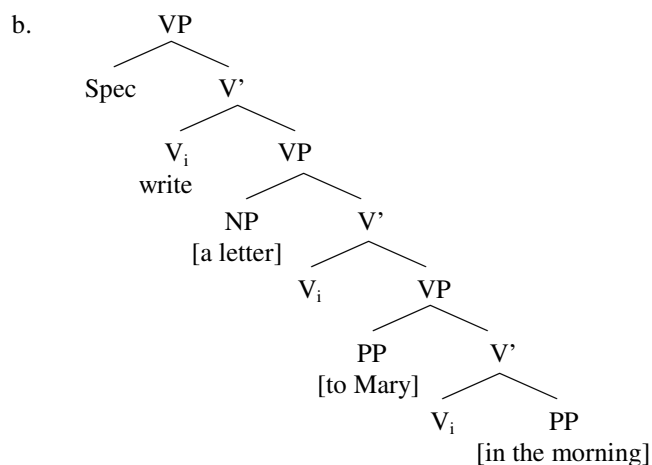 b. VP
Spec V’
Vᵢ VP
write
NP V’
[a letter]
Vᵢ VP
PP V’
[to Mary]
Vᵢ PP
[in the morning]